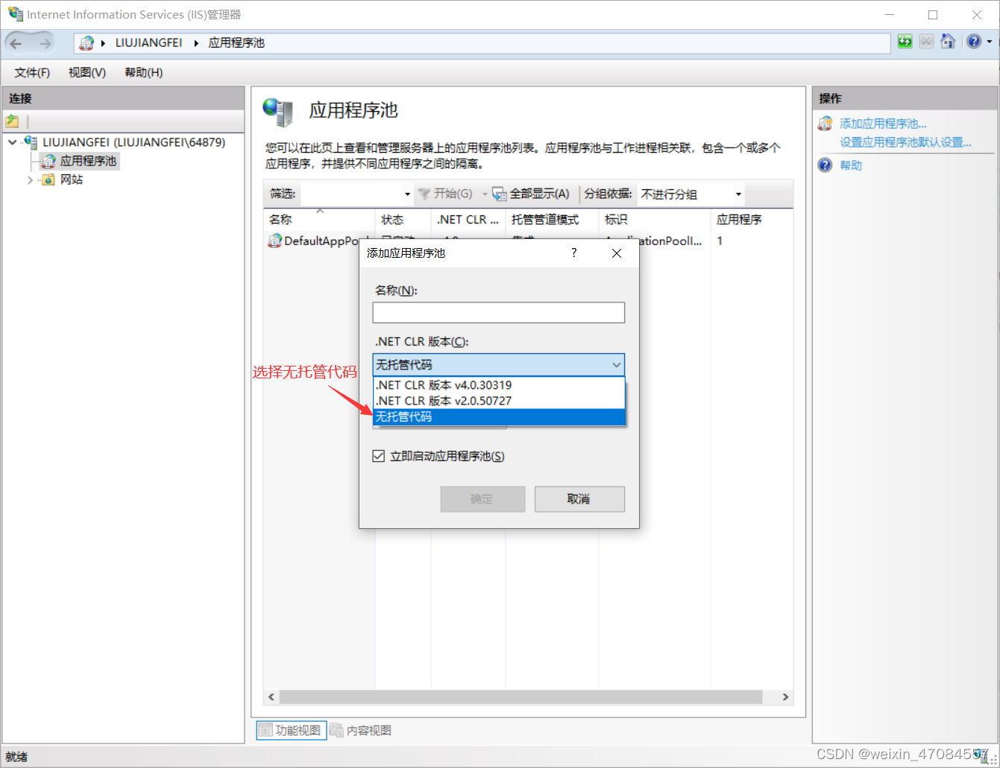 Internet Information Services (IIS)管理器
LIUJIANGFEI
应用程序池
文件(F) 视图(V) 帮助(H)
连接
LIUJIANGFEI (LIUJIANGFEI\64879)
应用程序池
网站
应用程序池
您可以在此页上查看和管理服务器上的应用程序池列表。应用程序池与工作进程相关联，包含一个或多个
应用程序，并提供不同应用程序之间的隔离。
筛选: 开始(G) 全部显示(A) 分组依据: 不进行分组
名称 状态 .NET CLR ... 托管管道模式 标识 应用程序
DefaultAppPo 1
添加应用程序池 ?
名称(N):
.NET CLR 版本(C):
无托管代码
.NET CLR 版本 v4.0.30319
.NET CLR 版本 v2.0.50727
无托管代码
选择无托管代码
立即启动应用程序池(S)
确定 取消
功能视图 内容视图
操作
添加应用程序池...
设置应用程序池默认设置...
帮助
就绪
CSDN @weixin_47084557